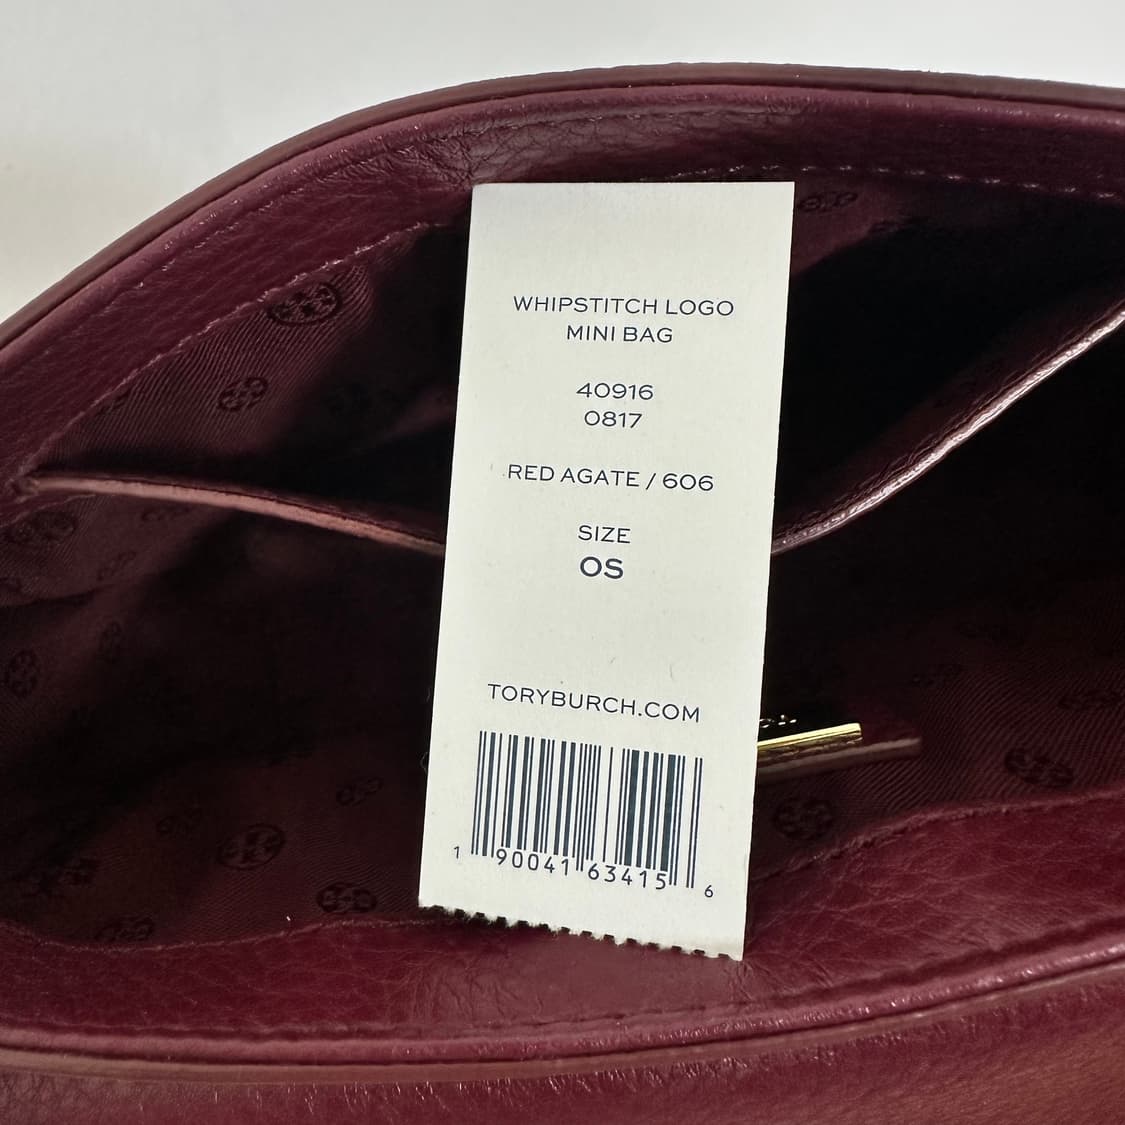 WHIPSTITCH LOGO
MINI BAG
40916
0817
RED AGATE / 606
SIZE
OS
TORYBURCH.COM
1 90041 63415 6